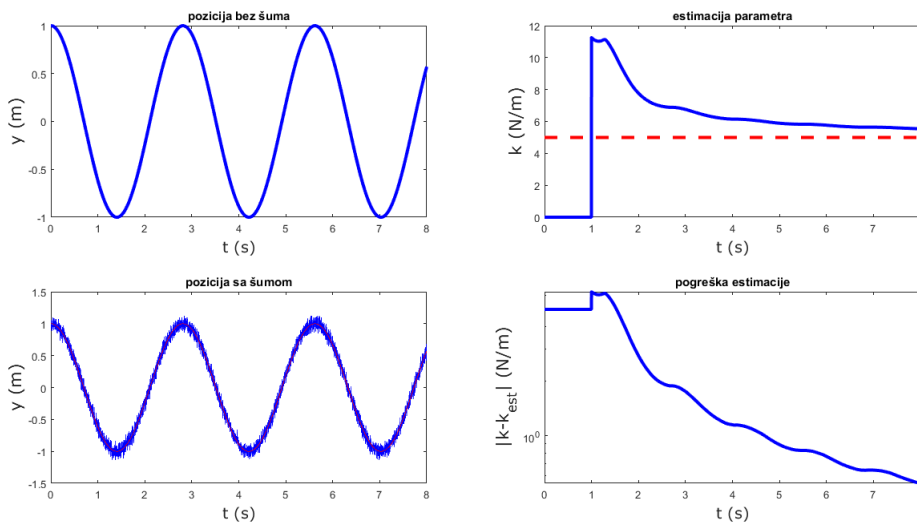 pozicija bez šuma
y (m)
1
0.5
0
-0.5
-1
0 1 2 3 4 5 6 7 8
t (s)
estimacija parametra
k (N/m)
12
10
8
6
4
2
0
0 1 2 3 4 5 6 7
t (s)
pozicija sa šumom
y (m)
1.5
1
0.5
0
-0.5
-1
-1.5
0 1 2 3 4 5 6 7 8
t (s)
pogreška estimacije
|k-k_est| (N/m)
10^0
0 1 2 3 4 5 6 7
t (s)